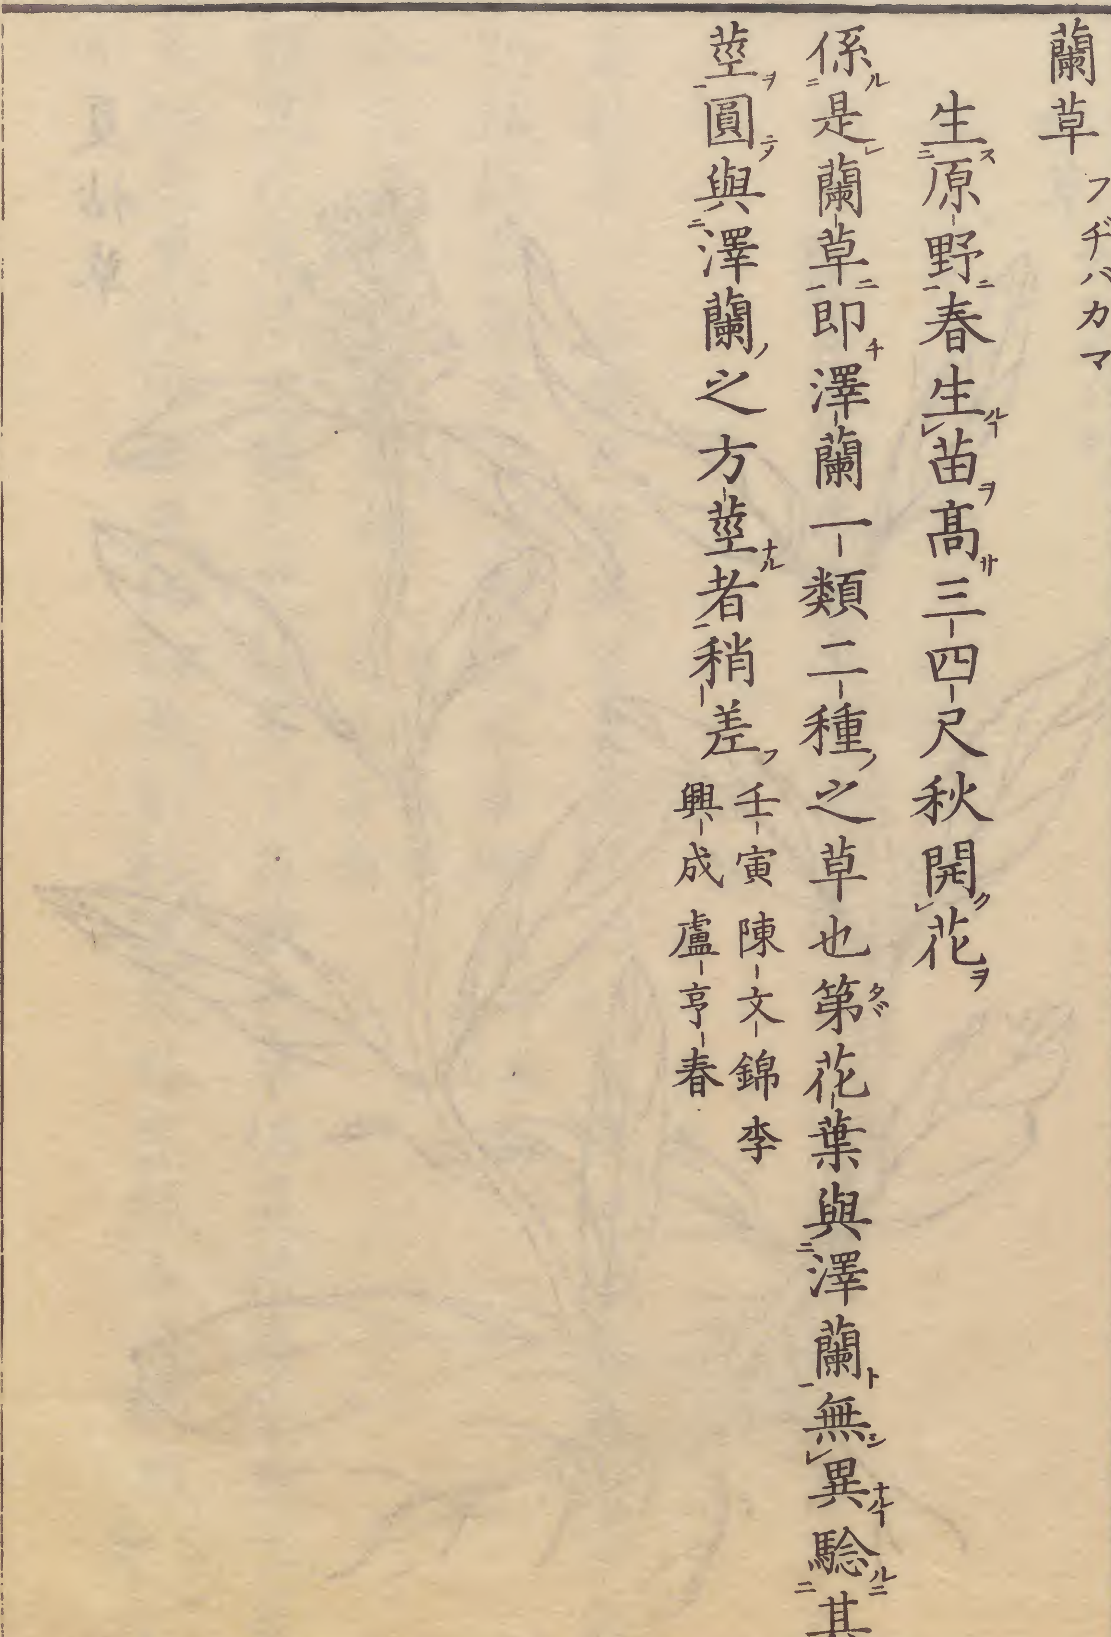 蘭草 フヂバカマ
生原野春生苗髙三四尺秋開花
係是蘭草即澤蘭一類二種之草也第花葉與澤蘭無異騐其
莖圓與澤蘭之方莖者稍差 壬寅 陳文錦 李
興成 盧亨春